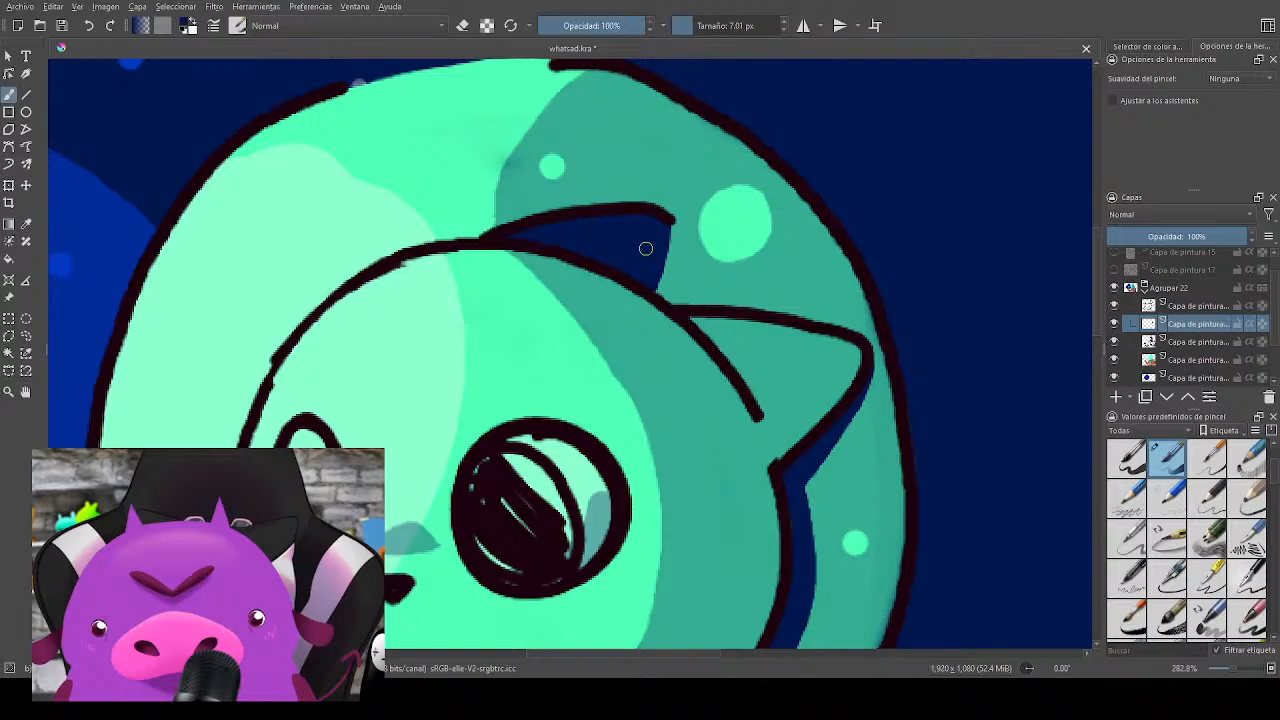 Archivo Editar Ver Imagen Capa Seleccionar Filtro Herramientas Preferencias Ventana Ayuda
Normal
Opacidad: 100%
Tamaño: 7.01 px.
whatsad.kra *
Selector de color a...
Opciones de la her...
Opciones de la herramienta
Suavidad del pincel: Ninguna
Ajustar a los asistentes
Capas
Normal
Opacidad: 100%
Capa de pintura 15
Capa de pintura 17
Agrupar 22
Capa de pintura...
Capa de pintura...
Capa de pintura...
Capa de pintura...
Capa de pintura...
Valores predefinidos de pincel
Todas
Etiqueta
Buscar
Filtrar etiqueta
bits/canal) sRGB-elle-V2-srgbtrc.icc
1,920 x 1,080 (52.4 MiB)
0.00°
282.8%